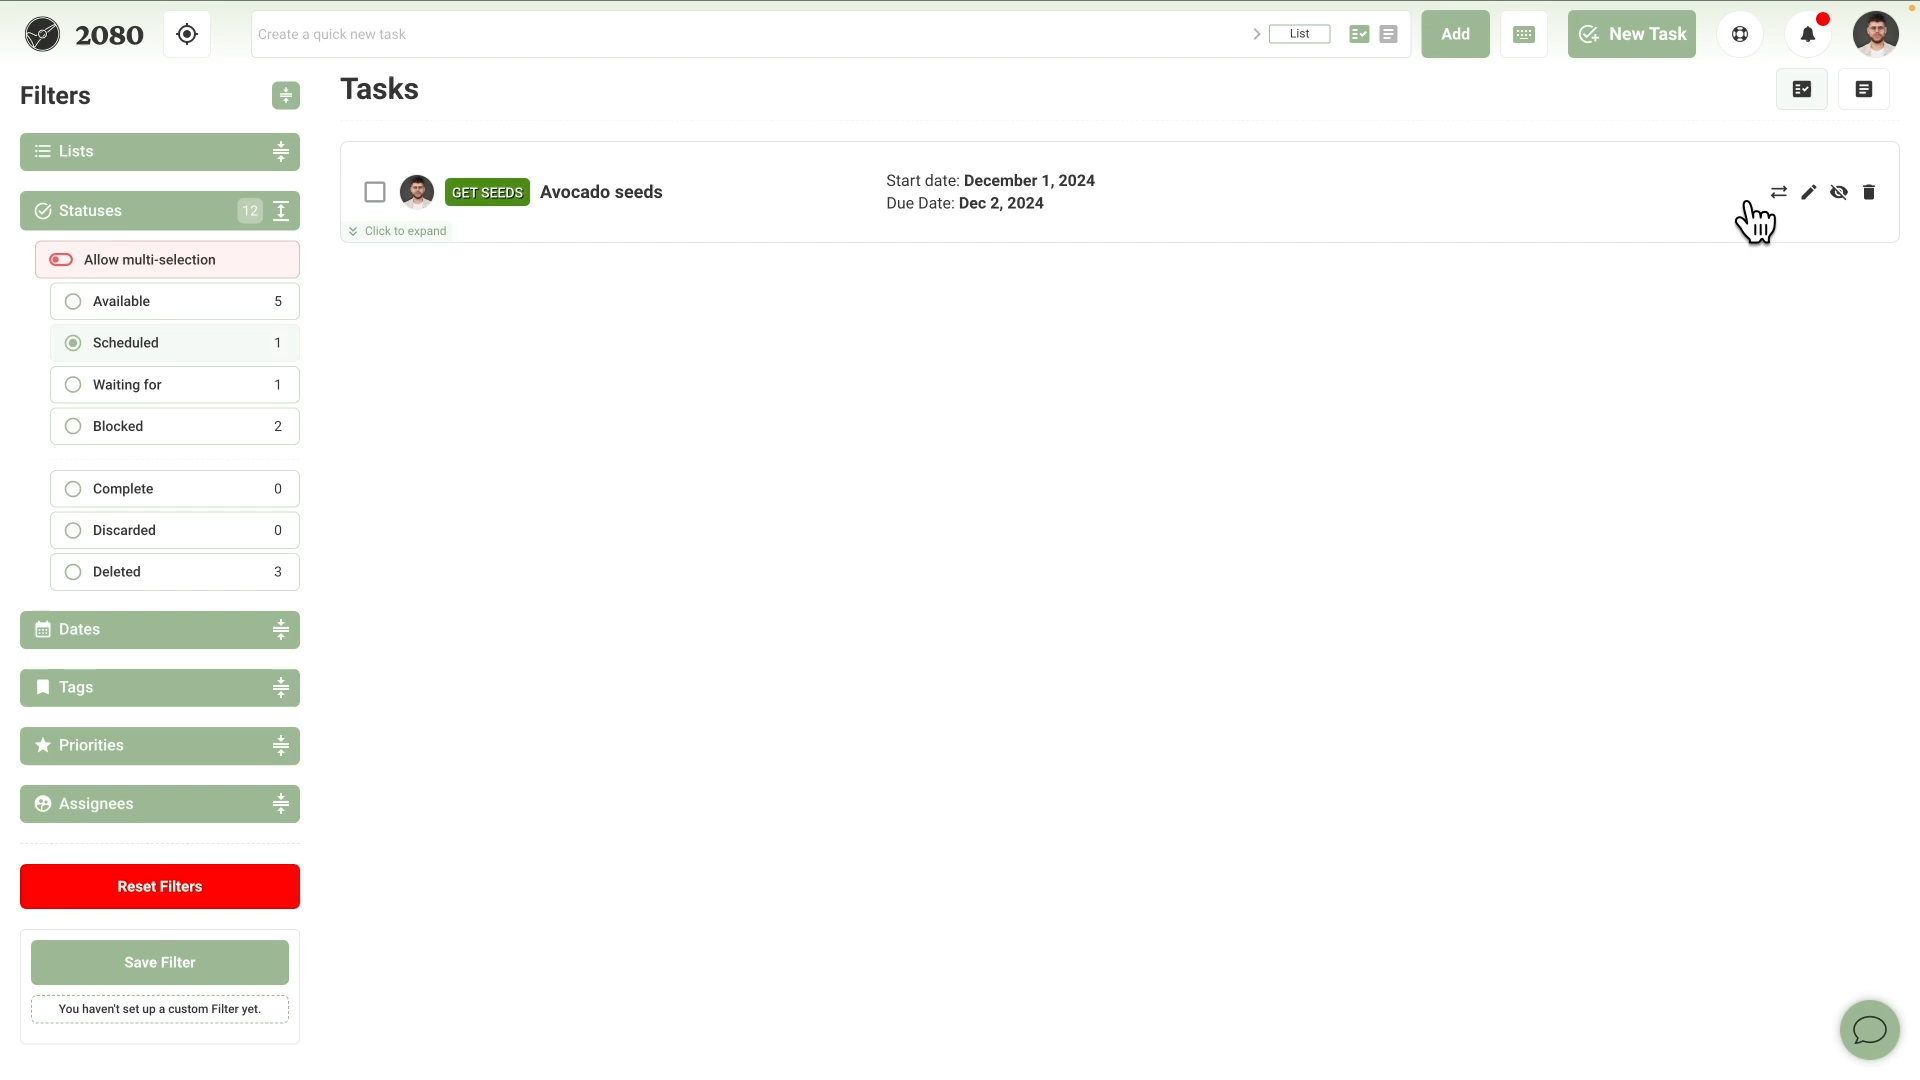 2080
Create a quick new task
List
Add
New Task
Filters
Tasks
Lists
GET SEEDS Avocado seeds
Start date: December 1, 2024
Due Date: Dec 2, 2024
Click to expand
Statuses 12
Allow multi-selection
Available 5
Scheduled 1
Waiting for 1
Blocked 2
Complete 0
Discarded 0
Deleted 3
Dates
Tags
Priorities
Assignees
Reset Filters
Save Filter
You haven't set up a custom Filter yet.